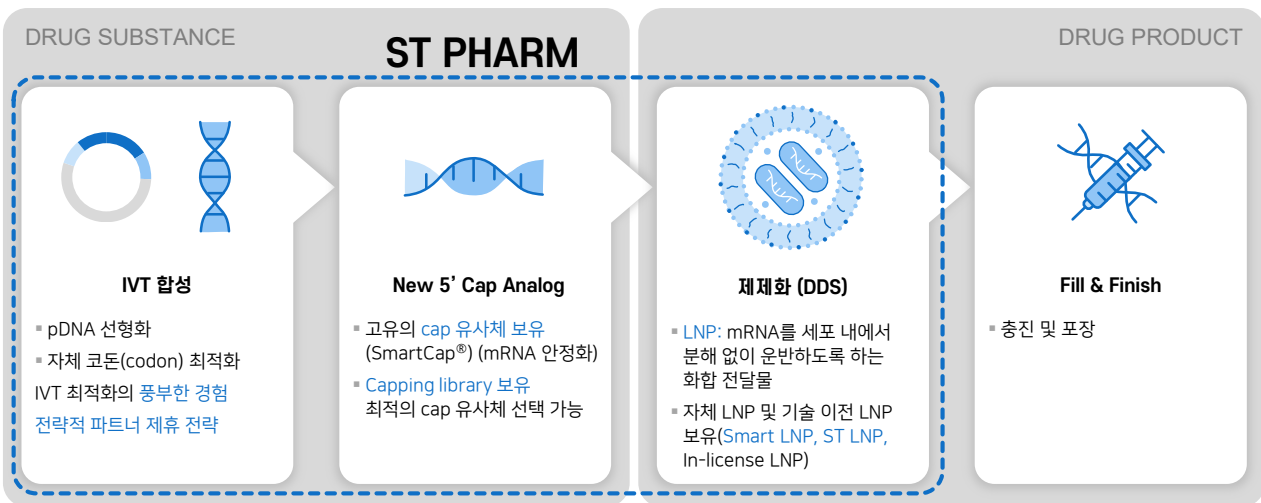 DRUG SUBSTANCE
ST PHARM
DRUG PRODUCT
IVT 합성
▪ pDNA 선형화
▪ 자체 코돈(codon) 최적화
IVT 최적화의 풍부한 경험
전략적 파트너 제휴 전략
New 5’ Cap Analog
▪ 고유의 cap 유사체 보유
(SmartCap®) (mRNA 안정화)
▪ Capping library 보유
최적의 cap 유사체 선택 가능
제제화 (DDS)
▪ LNP: mRNA를 세포 내에서
분해 없이 운반하도록 하는
화합 전달물
▪ 자체 LNP 및 기술 이전 LNP
보유(Smart LNP, ST LNP,
In-license LNP)
Fill & Finish
▪ 충진 및 포장